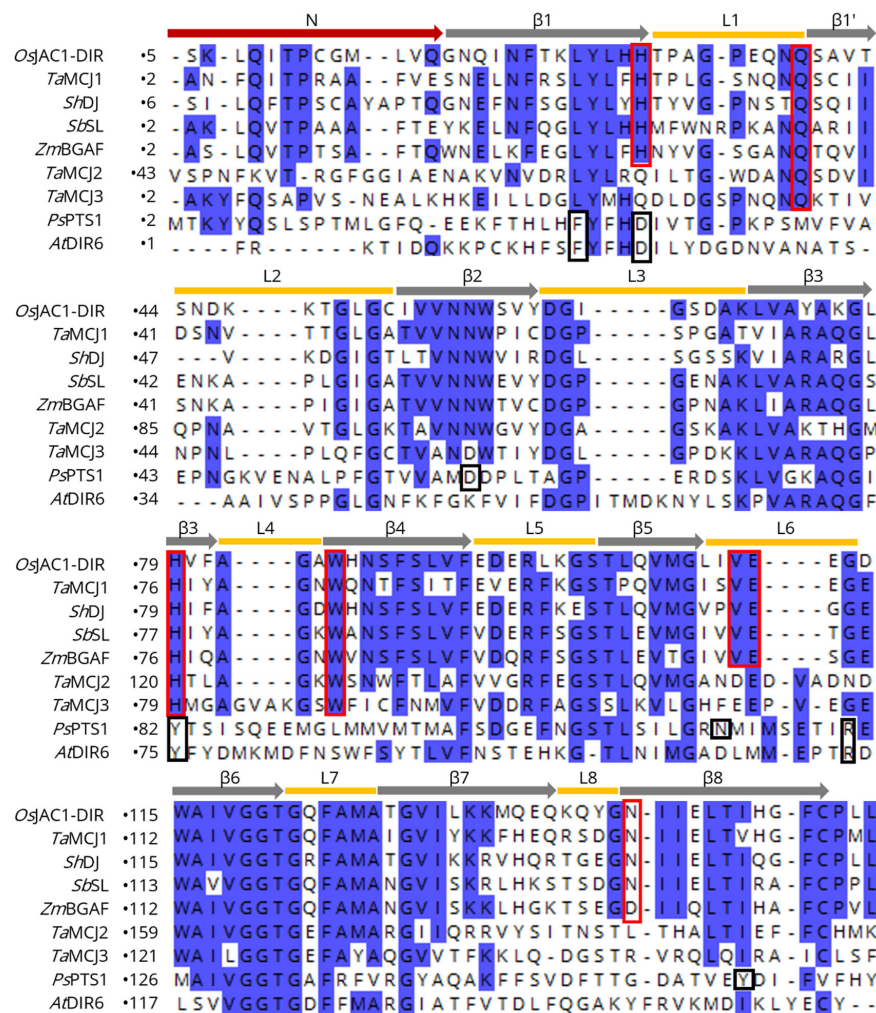 N β1 L1 β1'
OsJAC1-DIR •5 -SK-LQITPCGM--LVQGNQINFTKLYLHHTPAG-PEQNQSAVT
TaMCJ1 •2 -AN-FQITPRAA--FVESNELNFRSLYLFHTPLG-SNQNQSCII
ShDJ •6 -SI-LQFTPSCAYAPTQGNEFNFSGLYLYHTYVG-PNSTQSQII
SbSL •2 -AK-LQVTPAAA--FTEYKELNFQGLYLHHMFWNRPKANQARII
ZmBGAF •2 -AS-LQVTPTSA--FTQWNELKFEGLYLFHNYVG-SGANQTQVI
TaMCJ2 •43 VSPNFKVT-RGFGGIAENAKVNVDRLYLRQILTG-WDANQSDVI
TaMCJ3 •2 -AKYFQSAPVS-NEALKHKEILLDGLYMHQDLDGSPNQNQKTIV
PsPTS1 •2 MTKYYQSLSPTMLGFQ-EEKFTHLHFYFHDIVTG-PKPSMVFVA
AtDIR6 •1 ----FR-----KTIDQKKPCKHFSFYFHDILYDGDNVANATS-
L2 β2 L3 β3
OsJAC1-DIR •44 SNDK----KTGLGCIVVNNWSVYDGI-----GSDAKLVAYAKGL
TaMCJ1 •41 DSNV----TTGLGATVVNNWPICDGP-----SPGATVIARAQGL
ShDJ •47 --V----KDGIGTLTVNNWVIRDGL-----SGSSKVIARARGL
SbSL •42 ENKA----PLGIGATVVNNWEVYDGP-----GENAKLVARAQGS
ZmBGAF •41 SNKA----PIGIGATVVNNWTVCDGP-----GPNAKLIARAQGL
TaMCJ2 •85 QPNA----VTGLGKTAVNNWGVYDGA-----GSKAKLVAKTHGM
TaMCJ3 •44 NPNL----PLQFGCTVANDWTIYDGL-----GSDAKLVARAQGP
PsPTS1 •43 EPNGKVENALPFGTVVAMDDPLTAGP-----ERDSKLVGKAQGI
AtDIR6 •34 ---AAIVSPPGLGNFKFGKFVIFDGPITMDKNYLSKPVARAQGF
β3 L4 β4 L5 β5 L6
OsJAC1-DIR •79 HVFA----GAWHNSFSLVFEDERLKGSTLQVMGLIVE----EGD
TaMCJ1 •76 HIYA----GNWQNTFSITFEVERFKGSTPQVMGISVE----EGE
ShDJ •79 HIFA----GDWHNSFSLVFEDERFKESTLQVMGVPVE----GGE
SbSL •77 HIYA----GKWANSFSLVFVDERFSGSTLEVMGIVVE----TGE
ZmBGAF •76 HIQA----GNWVNSFSLVFVDQRFSGSTLEVTGIVVE----SGE
TaMCJ2 120 HTLA----GKWSNWFTLAFVVGRFEGSTLQVMGANDED-VADND
TaMCJ3 •79 HMGAGVAKGSWFICFNMVFVDDRFAGSSLKVLGHFEEP-V-EGE
PsPTS1 •82 YTSISQEEMGLMMVMTMAFSDGEFNGSTLSILGRNMIMSETIRE
AtDIR6 •75 YFYDMKMDFNSWFSYTLVFNSTEHKG-TLNIMGADLMMEPTRD
β6 L7 β7 L8 β8
OsJAC1-DIR •115 WAIVGGTGQFAMATGVILKKMQEQKQYGN-IIELTIHG-FCPLL
TaMCJ1 •112 WAIVGGTGQFAMATGVIYKKFHEQRSDGN-IIELTVHG-FCPML
ShDJ •115 WAIVGGTGRFAMATGVIKKRVHQRTGEGN-IIELTIQG-FCPLL
SbSL •113 WAVVGGTGQFAMANGVISKRLHKSTSDGN-IIELTIRA-FCPPL
ZmBGAF •112 WAIVGGTGQFAMANGVISKKLHGKTSEGD-IIQLTIHA-FCPVL
TaMCJ2 •159 WAIVGGTGEFAMARGIIQRRVYSITNSTL-THALTIEF-FCHMK
TaMCJ3 •121 WAILGGTGEFAYAQGVVTFKKLQ-DGSTR-VRQLQIRA-ICLSF
PsPTS1 •126 MAIVGGTGAFRFVRGYAQAKFFSVDFTTG-DATVEYDI-FVFHY
AtDIR6 •117 LSVVGGTGDFFMARGIATFVTDLFQGAKYFRVKMDIKLYECY--